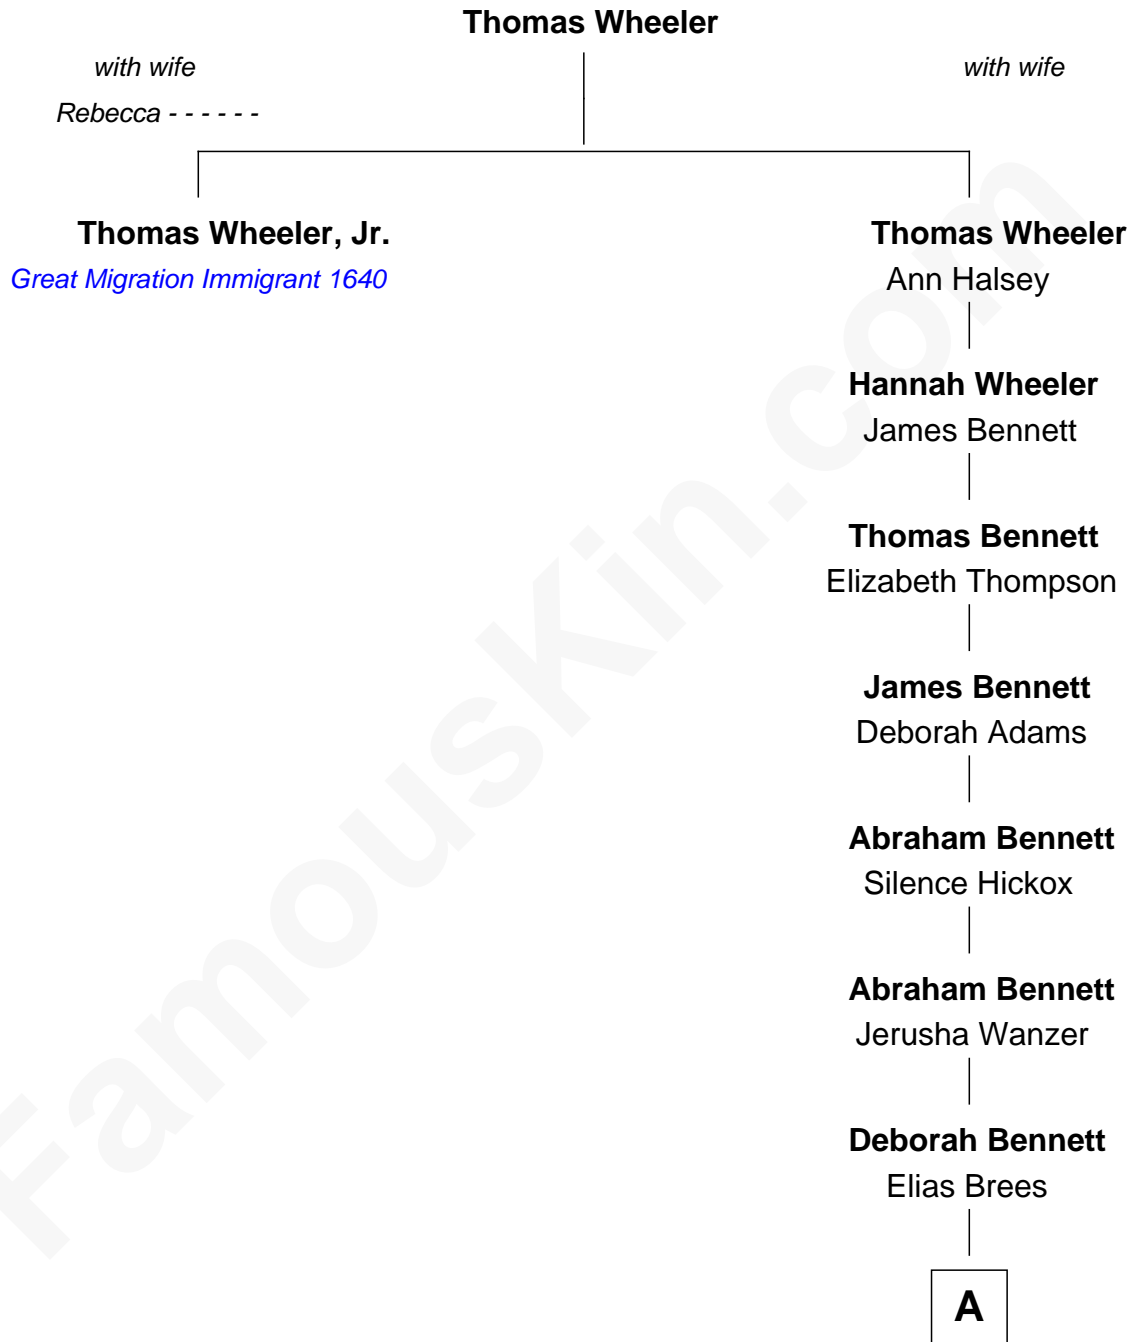 Thomas Wheeler
with wife
with wife
Rebecca - - - - - -
Thomas Wheeler, Jr.
Thomas Wheeler
Great Migration Immigrant 1640
Ann Halsey
Hannah Wheeler
James Bennett
Thomas Bennett
Elizabeth Thompson
James Bennett
Deborah Adams
Abraham Bennett
Silence Hickox
Abraham Bennett
Jerusha Wanzer
Deborah Bennett
Elias Brees
A
FamousKin.com